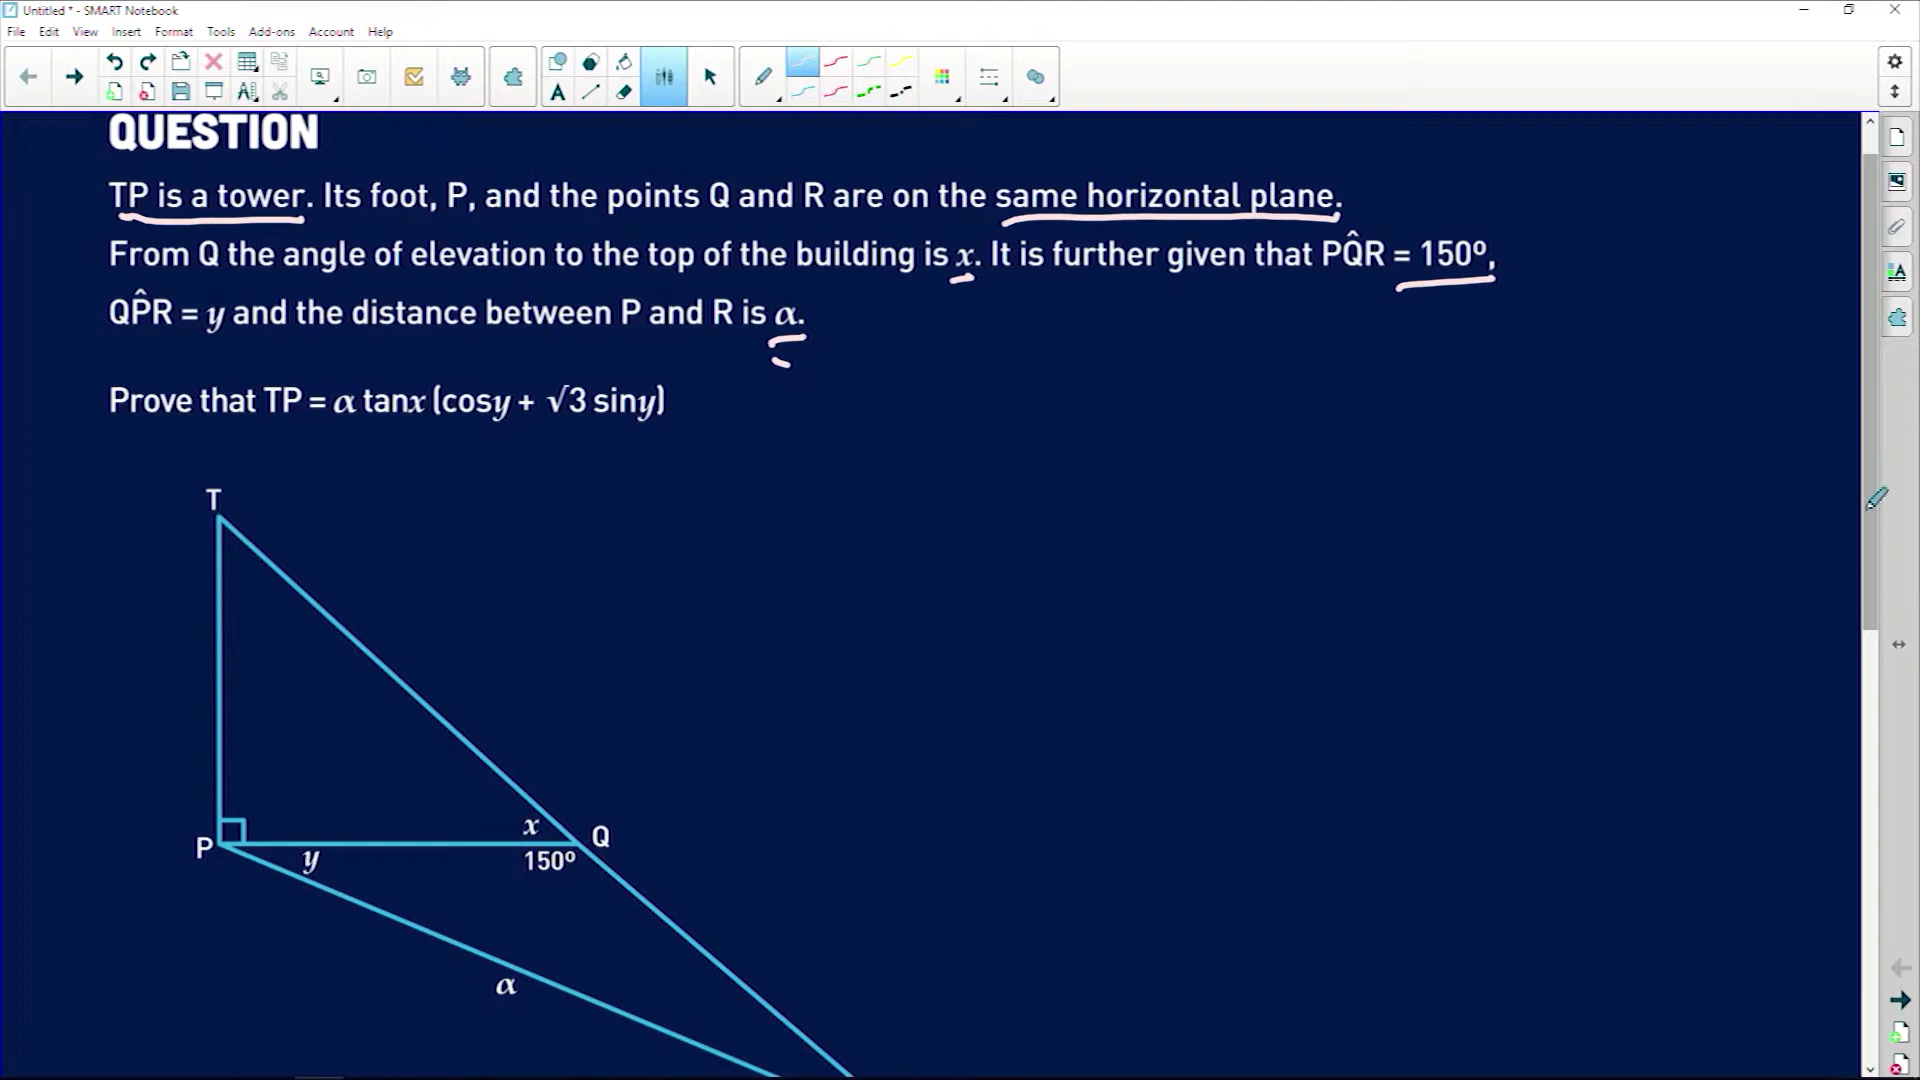 Untitled * - SMART Notebook
File Edit View Insert Format Tools Add-ons Account Help
QUESTION
TP is a tower. Its foot, P, and the points Q and R are on the same horizontal plane.
From Q the angle of elevation to the top of the building is x. It is further given that PQ̂R = 150º,
QP̂R = y and the distance between P and R is α.
Prove that TP = α tanx (cosy + √3 siny)
T
x Q
P y 150º
α